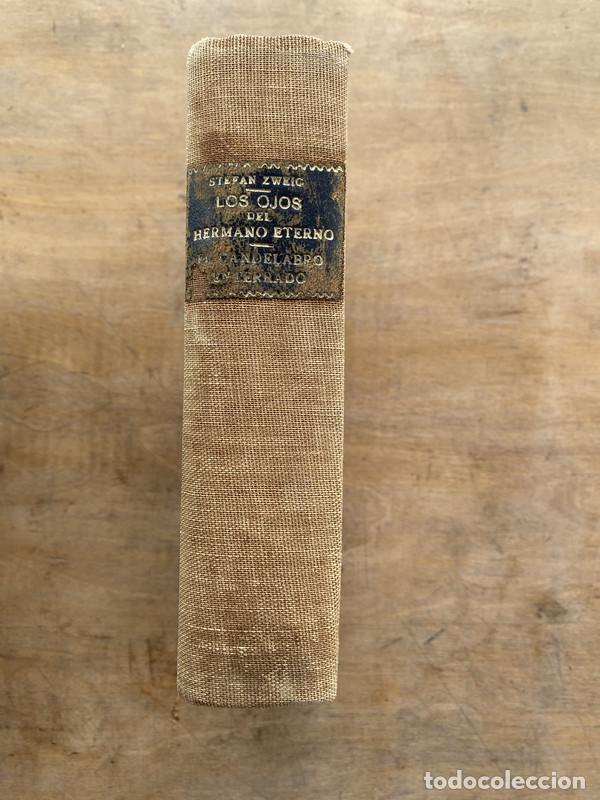 STEFAN ZWEIG
LOS OJOS
DEL
HERMANO ETERNO
EL CANDELABRO
ENTERRADO
todocoleccion